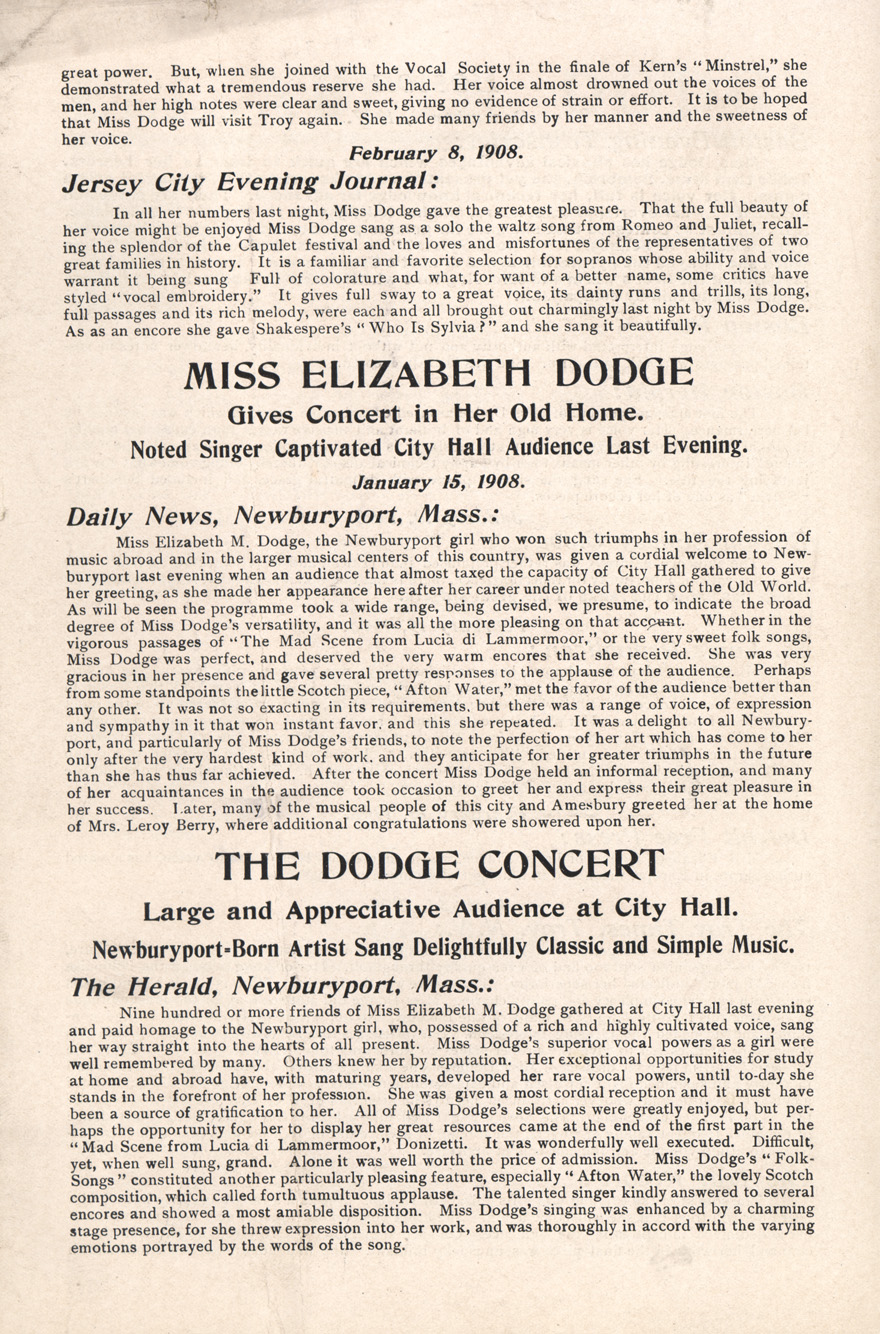 great power. But, when she joined with the Vocal Society in the finale of Kern's "Minstrel," she
demonstrated what a tremendous reserve she had. Her voice almost drowned out the voices of the
men, and her high notes were clear and sweet, giving no evidence of strain or effort. It is to be hoped
that Miss Dodge will visit Troy again. She made many friends by her manner and the sweetness of
her voice.
February 8, 1908.
Jersey City Evening Journal:
In all her numbers last night, Miss Dodge gave the greatest pleasure. That the full beauty of
her voice might be enjoyed Miss Dodge sang as a solo the waltz song from Romeo and Juliet, recall-
ing the splendor of the Capulet festival and the loves and misfortunes of the representatives of two
great families in history. It is a familiar and favorite selection for sopranos whose ability and voice
warrant it being sung Full of colorature and what, for want of a better name, some critics have
styled "vocal embroidery." It gives full sway to a great voice, its dainty runs and trills, its long,
full passages and its rich melody, were each and all brought out charmingly last night by Miss Dodge.
As as an encore she gave Shakespere's "Who Is Sylvia?" and she sang it beautifully.
MISS ELIZABETH DODGE
Gives Concert in Her Old Home.
Noted Singer Captivated City Hall Audience Last Evening.
January 15, 1908.
Daily News, Newburyport, Mass.:
Miss Elizabeth M. Dodge, the Newburyport girl who won such triumphs in her profession of
music abroad and in the larger musical centers of this country, was given a cordial welcome to New-
buryport last evening when an audience that almost taxed the capacity of City Hall gathered to give
her greeting, as she made her appearance here after her career under noted teachers of the Old World.
As will be seen the programme took a wide range, being devised, we presume, to indicate the broad
degree of Miss Dodge's versatility, and it was all the more pleasing on that account. Whether in the
vigorous passages of "The Mad Scene from Lucia di Lammermoor," or the very sweet folk songs,
Miss Dodge was perfect, and deserved the very warm encores that she received. She was very
gracious in her presence and gave several pretty responses to the applause of the audience. Perhaps
from some standpoints the little Scotch piece, "Afton Water," met the favor of the audience better than
any other. It was not so exacting in its requirements, but there was a range of voice, of expression
and sympathy in it that won instant favor, and this she repeated. It was a delight to all Newbury-
port, and particularly of Miss Dodge's friends, to note the perfection of her art which has come to her
only after the very hardest kind of work, and they anticipate for her greater triumphs in the future
than she has thus far achieved. After the concert Miss Dodge held an informal reception, and many
of her acquaintances in the audience took occasion to greet her and express their great pleasure in
her success. Later, many of the musical people of this city and Amesbury greeted her at the home
of Mrs. Leroy Berry, where additional congratulations were showered upon her.
THE DODGE CONCERT
Large and Appreciative Audience at City Hall.
Newburyport=Born Artist Sang Delightfully Classic and Simple Music.
The Herald, Newburyport, Mass.:
Nine hundred or more friends of Miss Elizabeth M. Dodge gathered at City Hall last evening
and paid homage to the Newburyport girl, who, possessed of a rich and highly cultivated voice, sang
her way straight into the hearts of all present. Miss Dodge's superior vocal powers as a girl were
well remembered by many. Others knew her by reputation. Her exceptional opportunities for study
at home and abroad have, with maturing years, developed her rare vocal powers, until to-day she
stands in the forefront of her profession. She was given a most cordial reception and it must have
been a source of gratification to her. All of Miss Dodge's selections were greatly enjoyed, but per-
haps the opportunity for her to display her great resources came at the end of the first part in the
"Mad Scene from Lucia di Lammermoor," Donizetti. It was wonderfully well executed. Difficult,
yet, when well sung, grand. Alone it was well worth the price of admission. Miss Dodge's "Folk-
Songs" constituted another particularly pleasing feature, especially "Afton Water," the lovely Scotch
composition, which called forth tumultuous applause. The talented singer kindly answered to several
encores and showed a most amiable disposition. Miss Dodge's singing was enhanced by a charming
stage presence, for she threw expression into her work, and was thoroughly in accord with the varying
emotions portrayed by the words of the song.